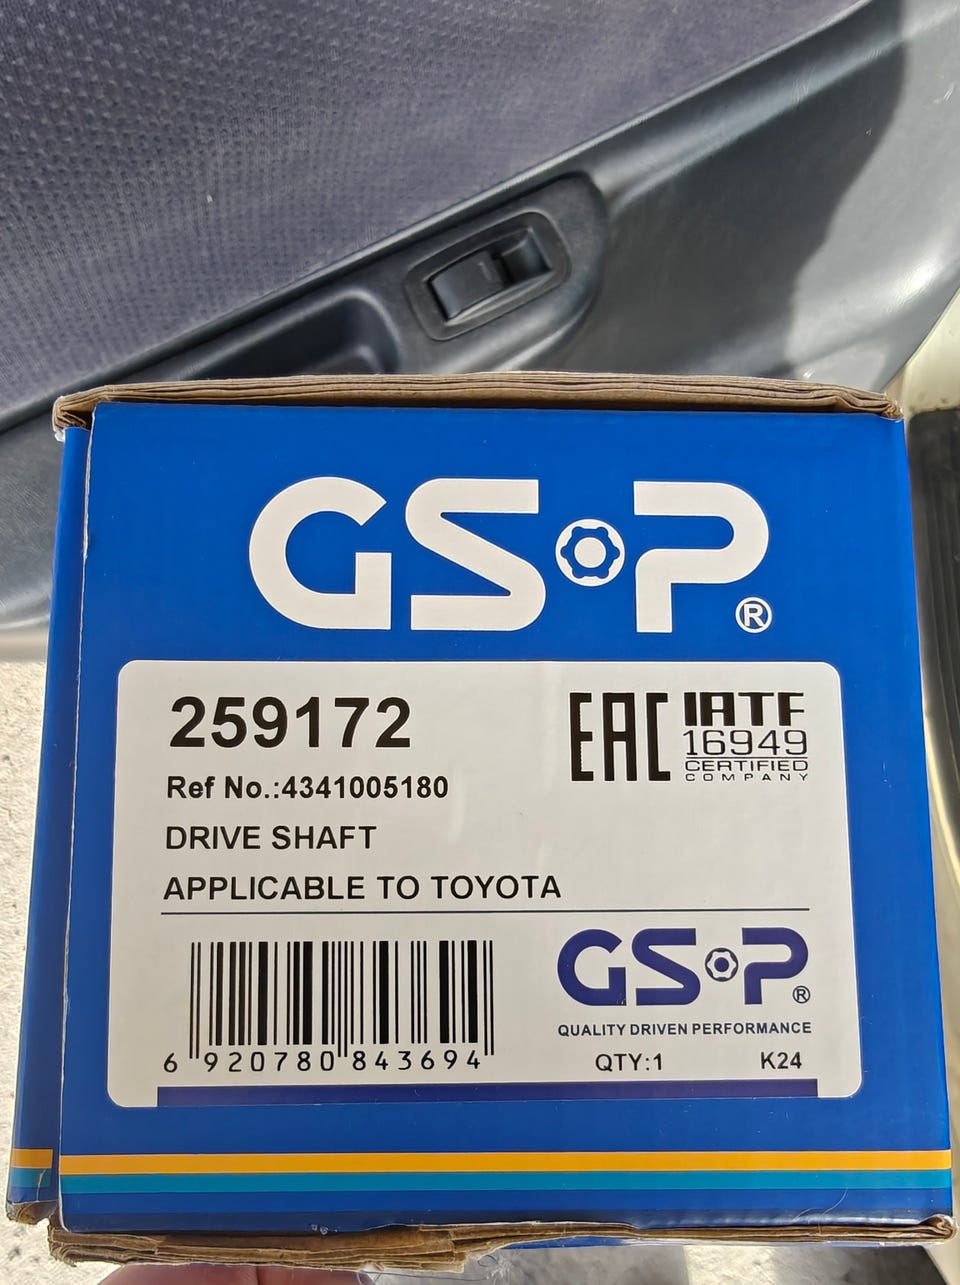 GSP®
259172
EAC
IATF
16949
CERTIFIED
COMPANY
Ref No.:4341005180
DRIVE SHAFT
APPLICABLE TO TOYOTA
GSP®
QUALITY DRIVEN PERFORMANCE
6 920780 843694
QTY:1 K24